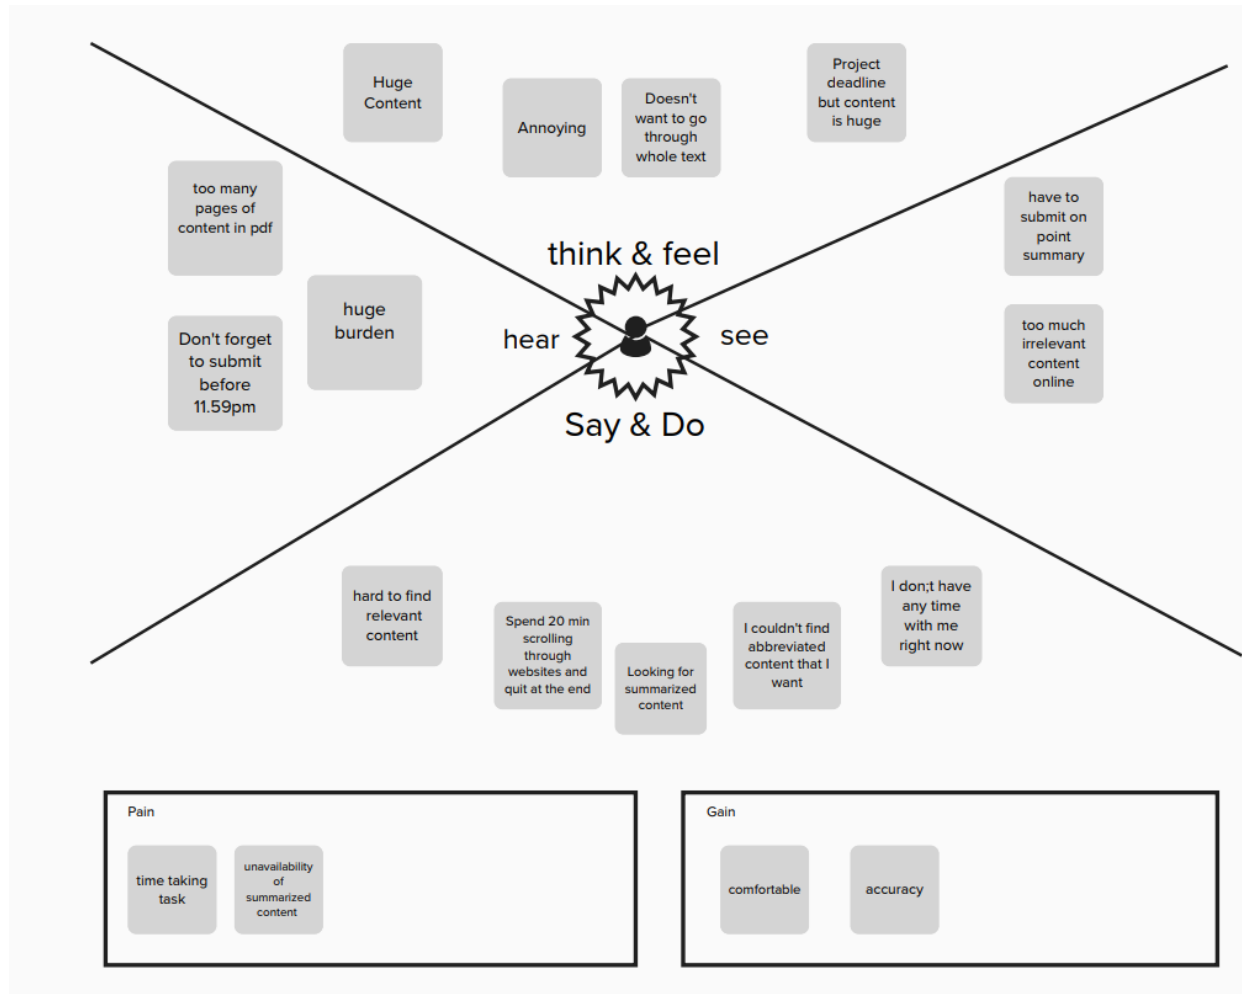 Huge
Content
Annoying
Doesn't
want to go
through
whole text
Project
deadline
but content
is huge
too many
pages of
content in pdf
huge
burden
Don't forget
to submit
before
11.59pm
think & feel
hear
see
Say & Do
have to
submit on
point
summary
too much
irrelevant
content
online
hard to find
relevant
content
Spend 20 min
scrolling
through
websites and
quit at the end
Looking for
summarized
content
I couldn't find
abbreviated
content that I
want
I don;t have
any time
with me
right now
Pain
time taking
task
unavailability
of
summarized
content
Gain
comfortable
accuracy